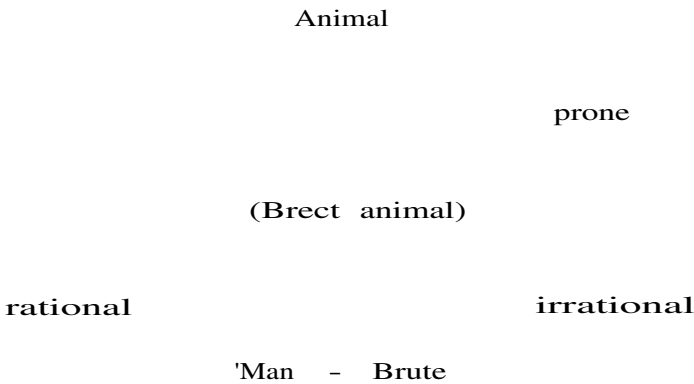 Animal
prone
(Brect animal)
rational irrational
'Man - Brute